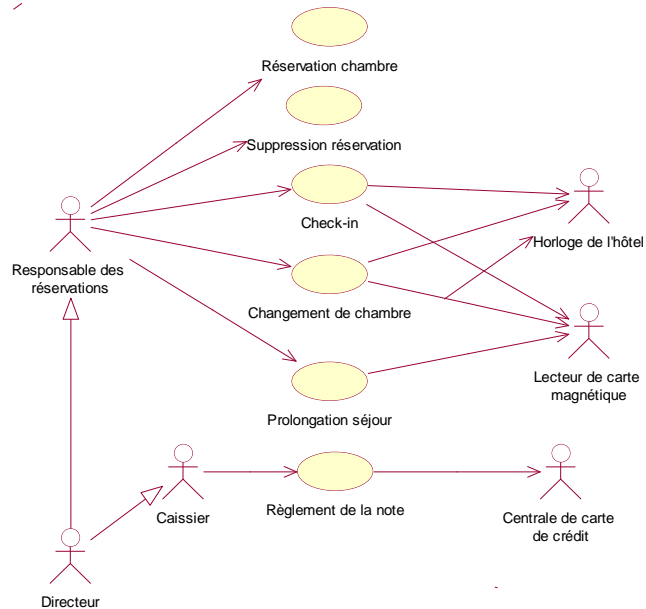 Réservation chambre
Suppression réservation
Check-in
Horloge de l'hôtel
Responsable des
réservations
Changement de chambre
Lecteur de carte
magnétique
Prolongation séjour
Caissier
Règlement de la note
Centrale de carte
de crédit
Directeur